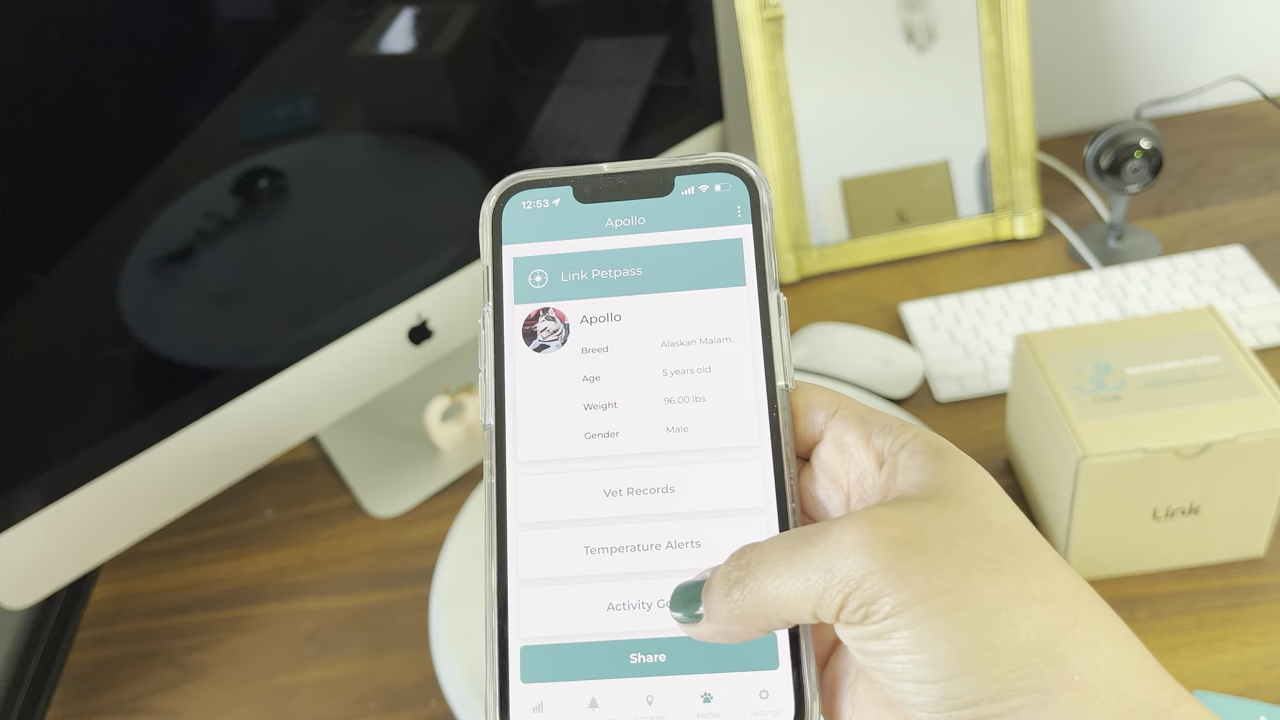 12:53
Apollo
Link Petpass
Apollo
Breed Alaskan Malam...
Age 5 years old
Weight 96.00 lbs
Gender Male
Vet Records
Temperature Alerts
Activity
Share
Profile
Settings
Link